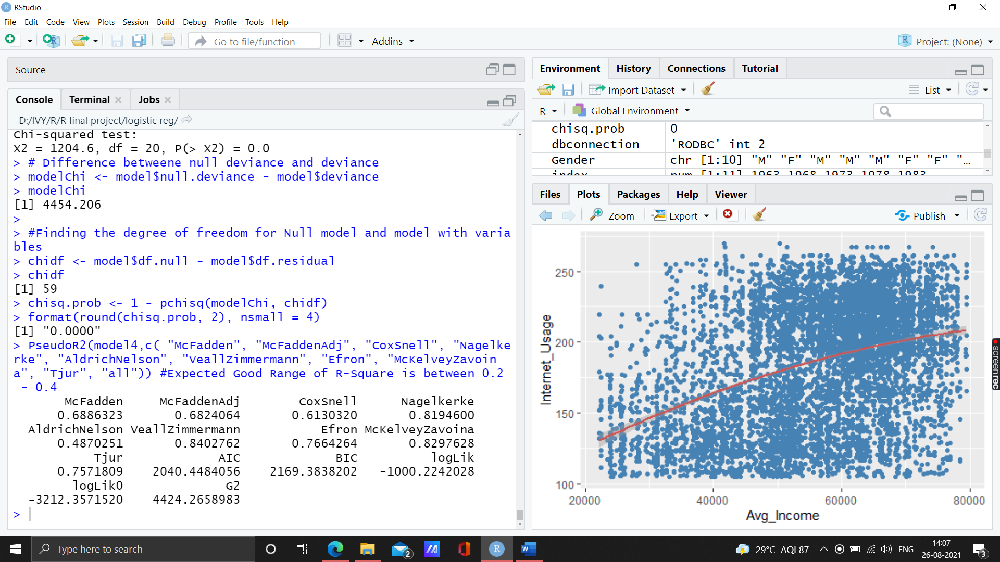 RStudio
File Edit Code View Plots Session Build Debug Profile Tools Help
Go to file/function
Addins
Project: (None)
Source
Console Terminal Jobs
D:/IVY/R/R final project/logistic reg/
Chi-squared test:
X2 = 1204.6, df = 20, P(> X2) = 0.0
> # Difference betweene null deviance and deviance
> modelChi <- model$null.deviance - model$deviance
> modelChi
[1] 4454.206
>
> #Finding the degree of freedom for Null model and model with varia
bles
> chidf <- model$df.null - model$df.residual
> chidf
[1] 59
> chisq.prob <- 1 - pchisq(modelChi, chidf)
> format(round(chisq.prob, 2), nsmall = 4)
[1] "0.0000"
> PseudoR2(model4,c( "McFadden", "McFaddenAdj", "CoxSnell", "Nagelke
rke", "AldrichNelson", "VeallZimmermann", "Efron", "McKelveyZavoin
a", "Tjur", "all")) #Expected Good Range of R-Square is between 0.2
- 0.4
McFadden McFaddenAdj CoxSnell Nagelkerke
0.6886323 0.6824064 0.6130320 0.8194600
AldrichNelson VeallZimmermann Efron McKelveyZavoina
0.4870251 0.8402762 0.7664264 0.8297628
Tjur AIC BIC logLik
0.7571809 2040.4484056 2169.3838202 -1000.2242028
logLik0 G2
-3212.3571520 4424.2658983
>
Environment History Connections Tutorial
Import Dataset
List
R Global Environment
chisq.prob 0
dbconnection 'RODBC' int 2
Gender chr [1:10] "M" "F" "M" "M" "M" "F" "F" "…
index num [1:11] 1963 1968 1973 1978 1983
Files Plots Packages Help Viewer
Zoom Export Publish
Internet_Usage
250
200
150
100
20000 40000 60000 80000
Avg_Income
screenrec
Type here to search
2
29°C AQI 87
ENG
14:07
26-08-2021
3